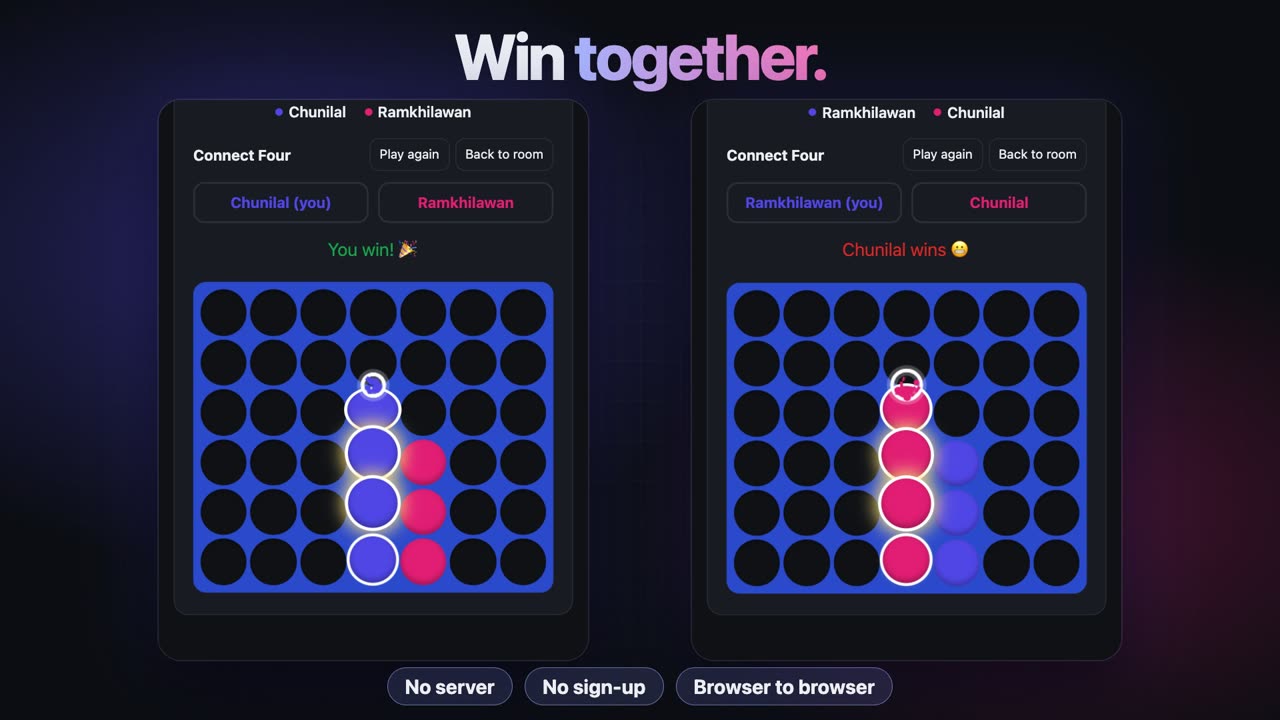 Win together.
Chunilal Ramkhilawan
Connect Four Play again Back to room
Chunilal (you) Ramkhilawan
You win! 🎉
Ramkhilawan Chunilal
Connect Four Play again Back to room
Ramkhilawan (you) Chunilal
Chunilal wins 😬
No server No sign-up Browser to browser